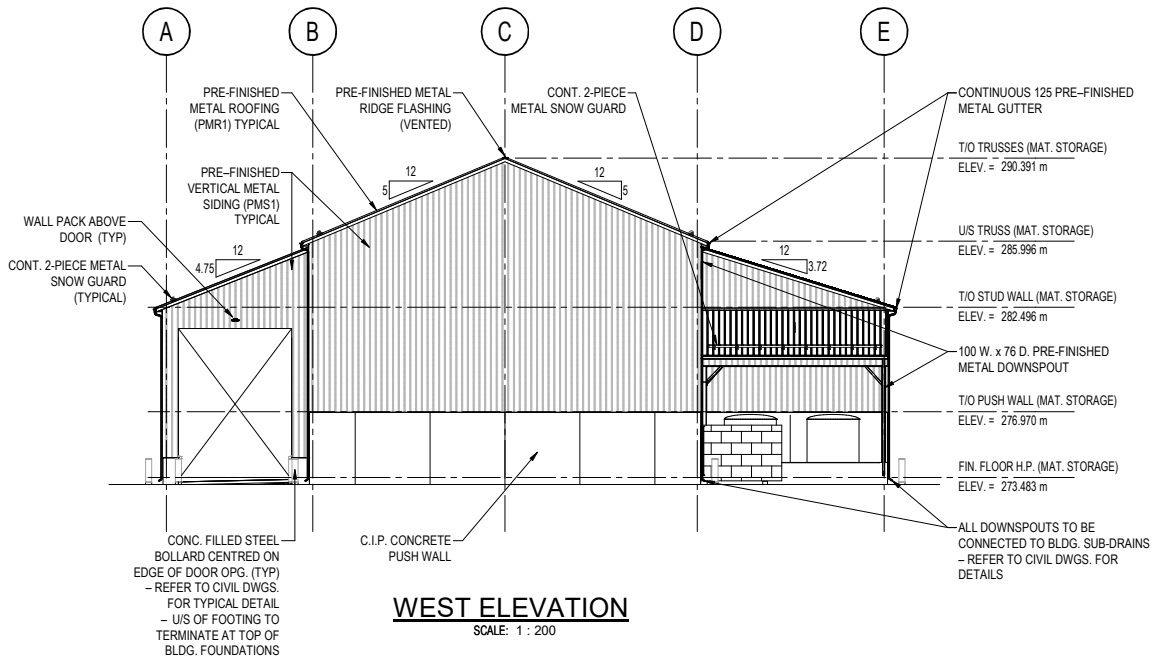 A
B
C
D
E
PRE-FINISHED
METAL ROOFING
(PMR1) TYPICAL
PRE-FINISHED METAL
RIDGE FLASHING
(VENTED)
CONT. 2-PIECE
METAL SNOW GUARD
CONTINUOUS 125 PRE–FINISHED
METAL GUTTER
T/O TRUSSES (MAT. STORAGE)
ELEV. = 290.391 m
PRE–FINISHED
VERTICAL METAL
SIDING (PMS1)
TYPICAL
12
5
12
5
WALL PACK ABOVE
DOOR (TYP)
U/S TRUSS (MAT. STORAGE)
ELEV. = 285.996 m
CONT. 2-PIECE METAL
SNOW GUARD
(TYPICAL)
12
4.75
12
3.72
T/O STUD WALL (MAT. STORAGE)
ELEV. = 282.496 m
100 W. x 76 D. PRE-FINISHED
METAL DOWNSPOUT
T/O PUSH WALL (MAT. STORAGE)
ELEV. = 276.970 m
FIN. FLOOR H.P. (MAT. STORAGE)
ELEV. = 273.483 m
CONC. FILLED STEEL
BOLLARD CENTRED ON
EDGE OF DOOR OPG. (TYP)
– REFER TO CIVIL DWGS.
FOR TYPICAL DETAIL
– U/S OF FOOTING TO
TERMINATE AT TOP OF
BLDG. FOUNDATIONS
C.I.P. CONCRETE
PUSH WALL
ALL DOWNSPOUTS TO BE
CONNECTED TO BLDG. SUB-DRAINS
– REFER TO CIVIL DWGS. FOR
DETAILS
WEST ELEVATION
SCALE: 1 : 200